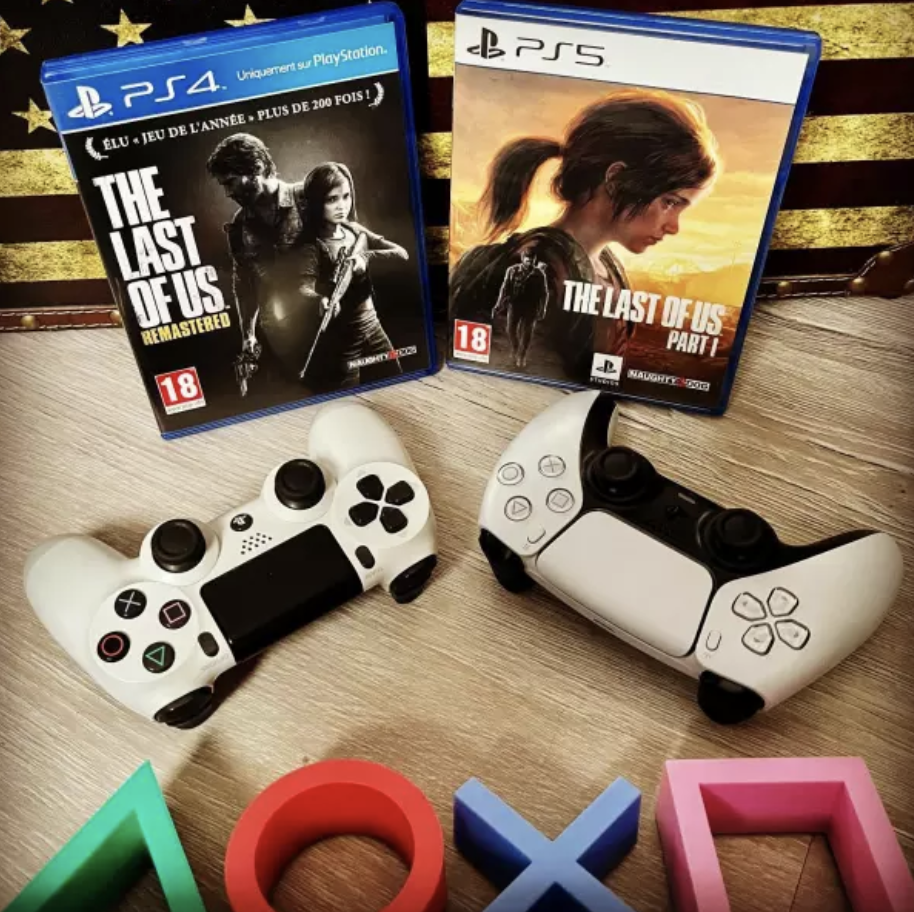 PS4
Uniquement sur PlayStation.
ÉLU « JEU DE L'ANNÉE » PLUS DE 200 FOIS !
THE
LAST
OF US
REMASTERED
18
NAUGHTY DOG
PS5
THE LAST OF US
PART I
18
STUDIOS
NAUGHTY DOG